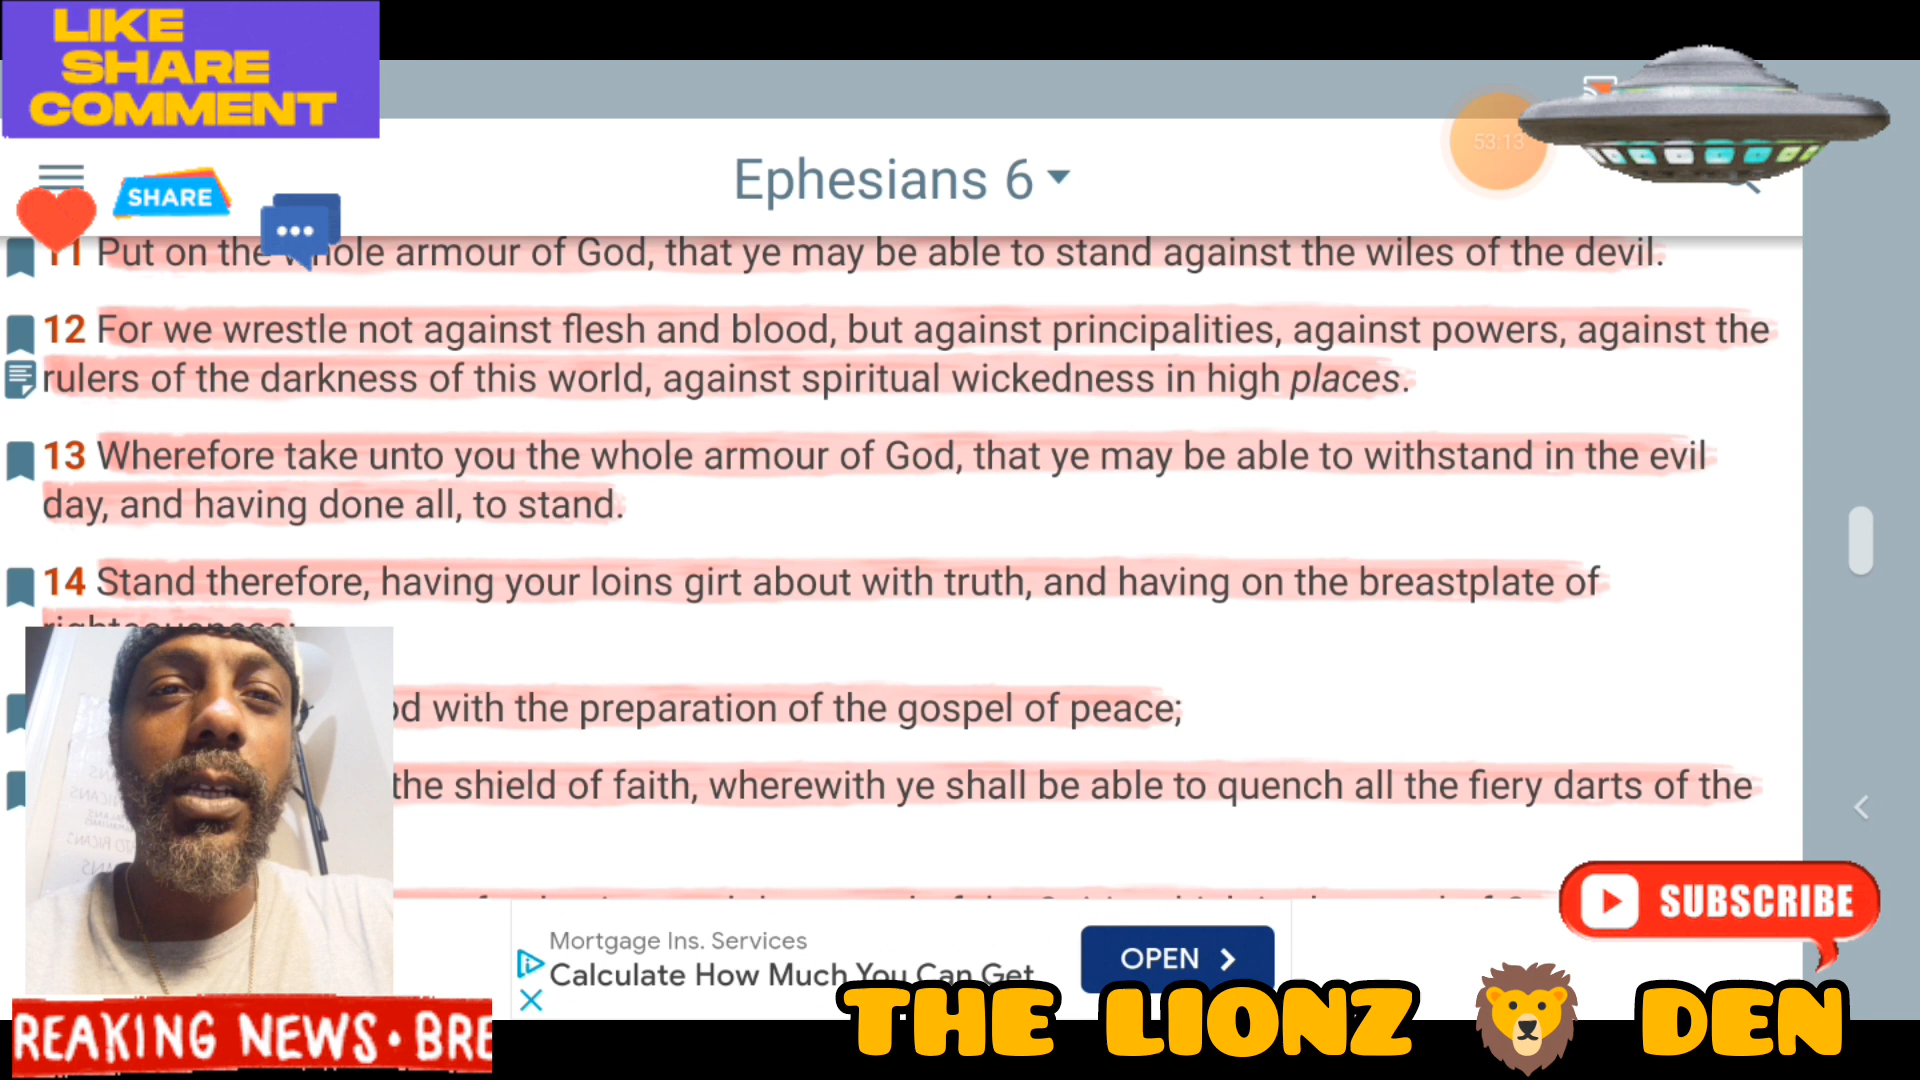 LIKE
SHARE
COMMENT
SHARE
Ephesians 6
53:13
11 Put on the whole armour of God, that ye may be able to stand against the wiles of the devil.
12 For we wrestle not against flesh and blood, but against principalities, against powers, against the
rulers of the darkness of this world, against spiritual wickedness in high places.
13 Wherefore take unto you the whole armour of God, that ye may be able to withstand in the evil
day, and having done all, to stand.
14 Stand therefore, having your loins girt about with truth, and having on the breastplate of
righteousness;
with the preparation of the gospel of peace;
the shield of faith, wherewith ye shall be able to quench all the fiery darts of the
SUBSCRIBE
Mortgage Ins. Services
Calculate How Much You Can Get
OPEN
THE LIONZ DEN
REAKING NEWS • BRE